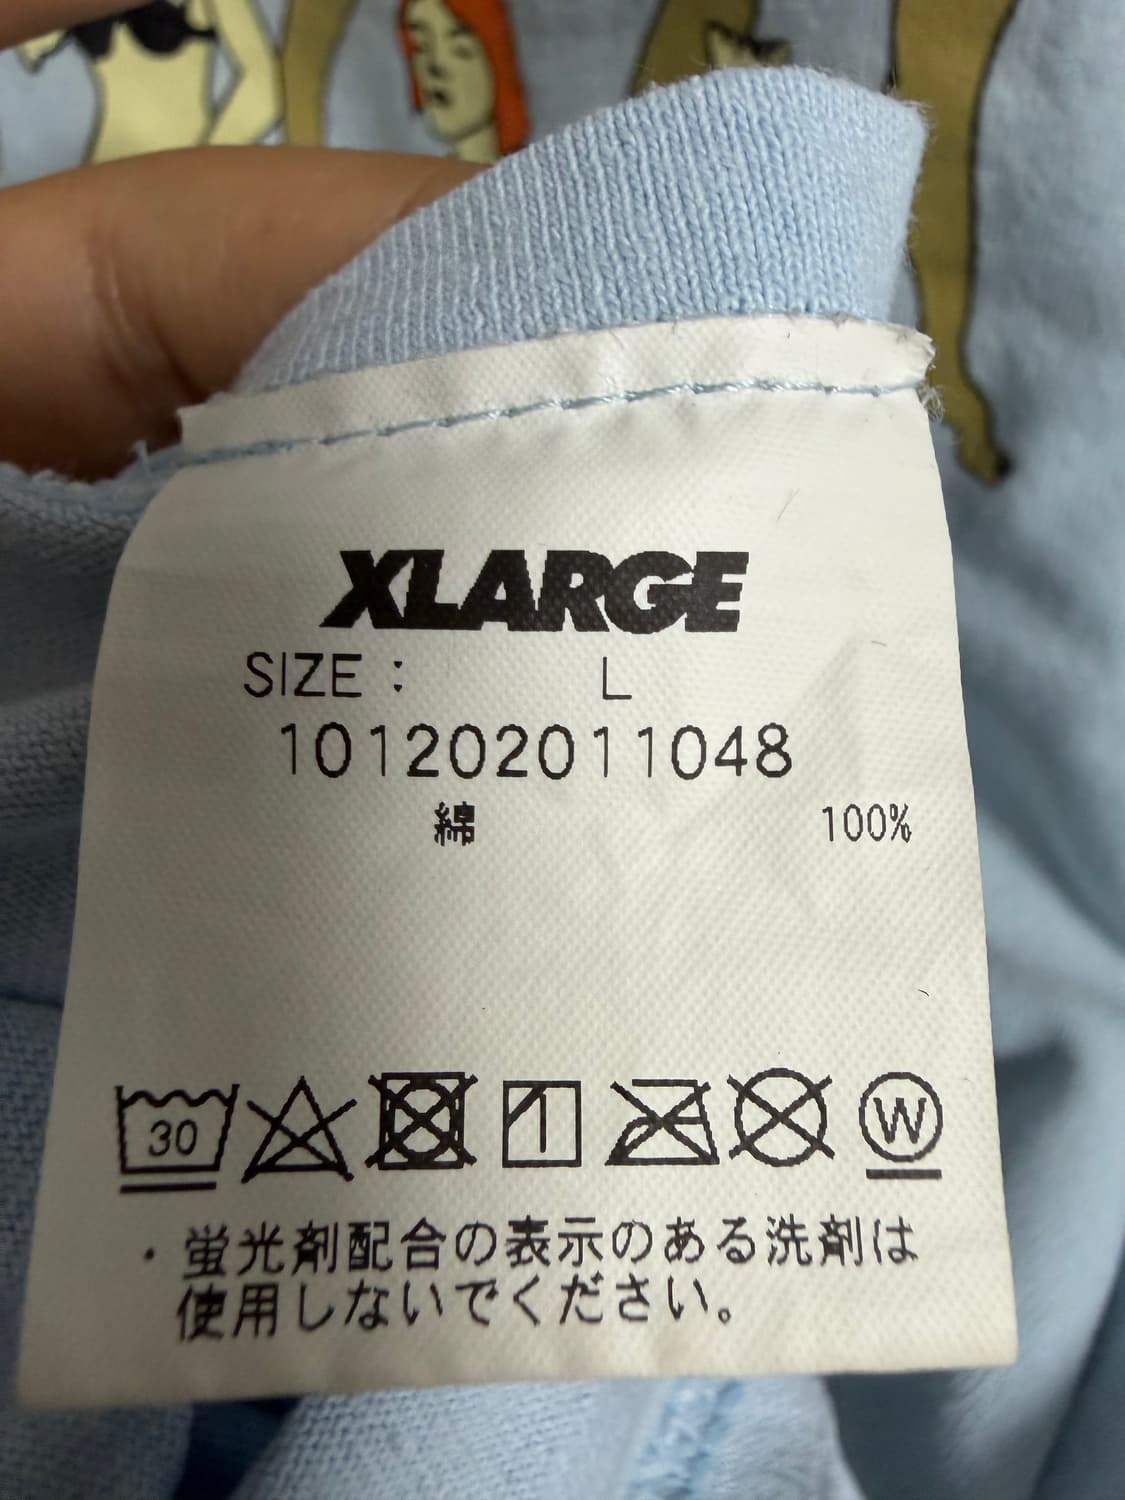 XLARGE
SIZE : L
101202011048
綿 100%
30 W
・蛍光剤配合の表示のある洗剤は
使用しないでください。